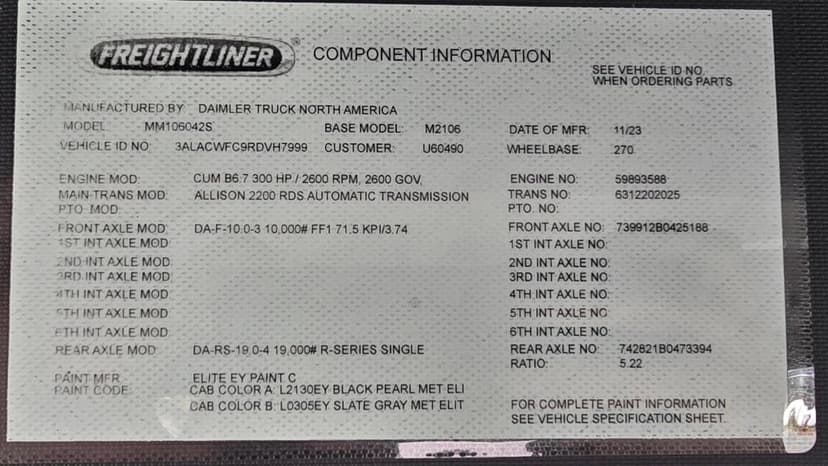 FREIGHTLINER COMPONENT INFORMATION
SEE VEHICLE ID NO.
WHEN ORDERING PARTS
MANUFACTURED BY DAIMLER TRUCK NORTH AMERICA
MODEL MM106042S BASE MODEL: M2106 DATE OF MFR: 11/23
VEHICLE ID NO: 3ALACWFC9RDVH7999 CUSTOMER: U60490 WHEELBASE: 270
ENGINE MOD: CUM B6.7 300 HP / 2600 RPM, 2600 GOV, ENGINE NO: 59893588
MAIN TRANS MOD: ALLISON 2200 RDS AUTOMATIC TRANSMISSION TRANS NO: 6312202025
PTO. MOD: PTO. NO:
FRONT AXLE MOD: DA-F-10.0-3 10,000# FF1 71.5 KPI/3.74 FRONT AXLE NO: 739912B0425188
1ST INT AXLE MOD 1ST INT AXLE NO:
2ND INT AXLE MOD: 2ND INT AXLE NO:
3RD INT AXLE MOD: 3RD INT AXLE NO:
4TH INT AXLE MOD: 4TH INT AXLE NO:
5TH INT AXLE MOD 5TH INT AXLE NO
6TH INT AXLE MOD 6TH INT AXLE NO:
REAR AXLE MOD: DA-RS-19.0-4 19,000# R-SERIES SINGLE REAR AXLE NO: 742821B0473394
RATIO: 5.22
PAINT MFR ELITE EY PAINT C
PAINT CODE: CAB COLOR A: L2130EY BLACK PEARL MET ELI
CAB COLOR B: L0305EY SLATE GRAY MET ELIT
FOR COMPLETE PAINT INFORMATION
SEE VEHICLE SPECIFICATION SHEET.